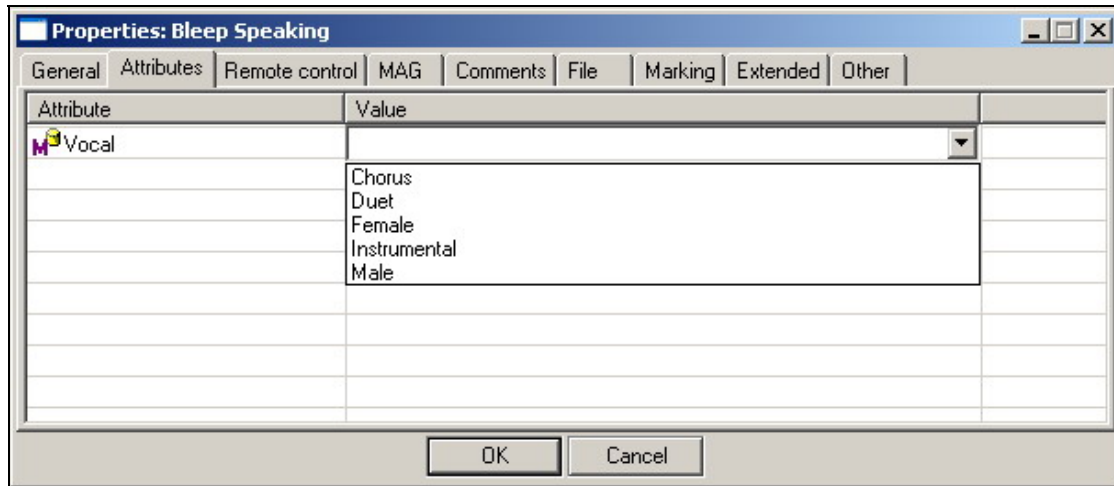 Properties: Bleep Speaking
General Attributes Remote control MAG Comments File Marking Extended Other
Attribute Value
M Vocal
Chorus
Duet
Female
Instrumental
Male
OK Cancel